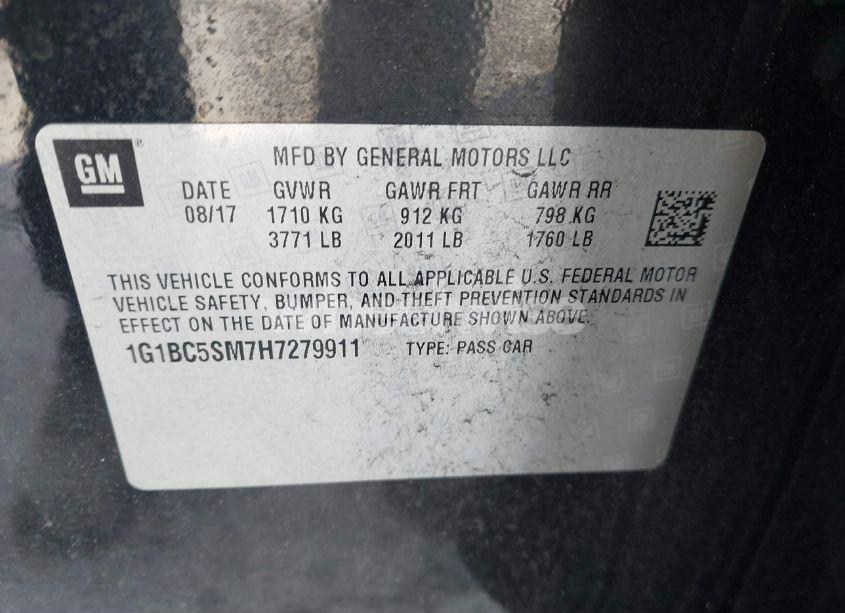 GM
MFD BY GENERAL MOTORS LLC
DATE GVWR GAWR FRT GAWR RR
08/17 1710 KG 912 KG 798 KG
3771 LB 2011 LB 1760 LB
THIS VEHICLE CONFORMS TO ALL APPLICABLE U.S. FEDERAL MOTOR
VEHICLE SAFETY, BUMPER, AND THEFT PREVENTION STANDARDS IN
EFFECT ON THE DATE OF MANUFACTURE SHOWN ABOVE.
1G1BC5SM7H7279911 TYPE: PASS CAR